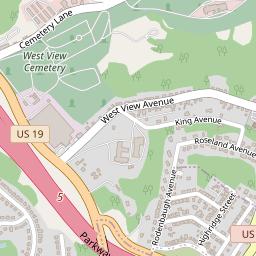 Cemetery Lane
West View
Cemetery
West View Avenue
King Avenue
US 19
Roseland Avenue
5
Rodenbaugh Avenue
Highridge Street
US
Parkway